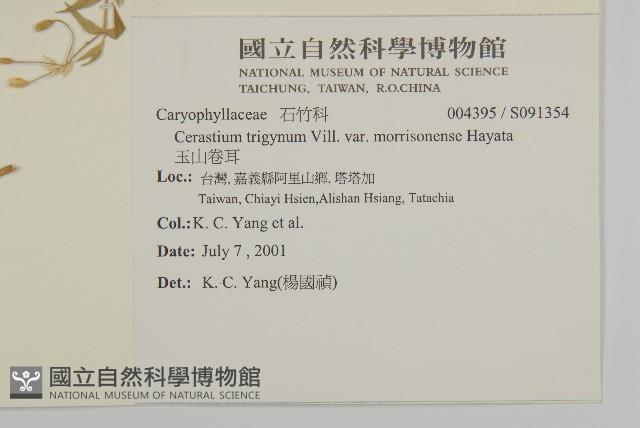 國立自然科學博物館
NATIONAL MUSEUM OF NATURAL SCIENCE
TAICHUNG, TAIWAN, R.O.CHINA
Caryophyllaceae 石竹科 004395 / S091354
Cerastium trigynum Vill. var. morrisonense Hayata
玉山卷耳
Loc.: 台灣, 嘉義縣阿里山鄉, 塔塔加
Taiwan, Chiayi Hsien,Alishan Hsiang, Tatachia
Col.: K. C. Yang et al.
Date: July 7 , 2001
Det.: K. C. Yang(楊國禎)
國立自然科學博物館
NATIONAL MUSEUM OF NATURAL SCIENCE